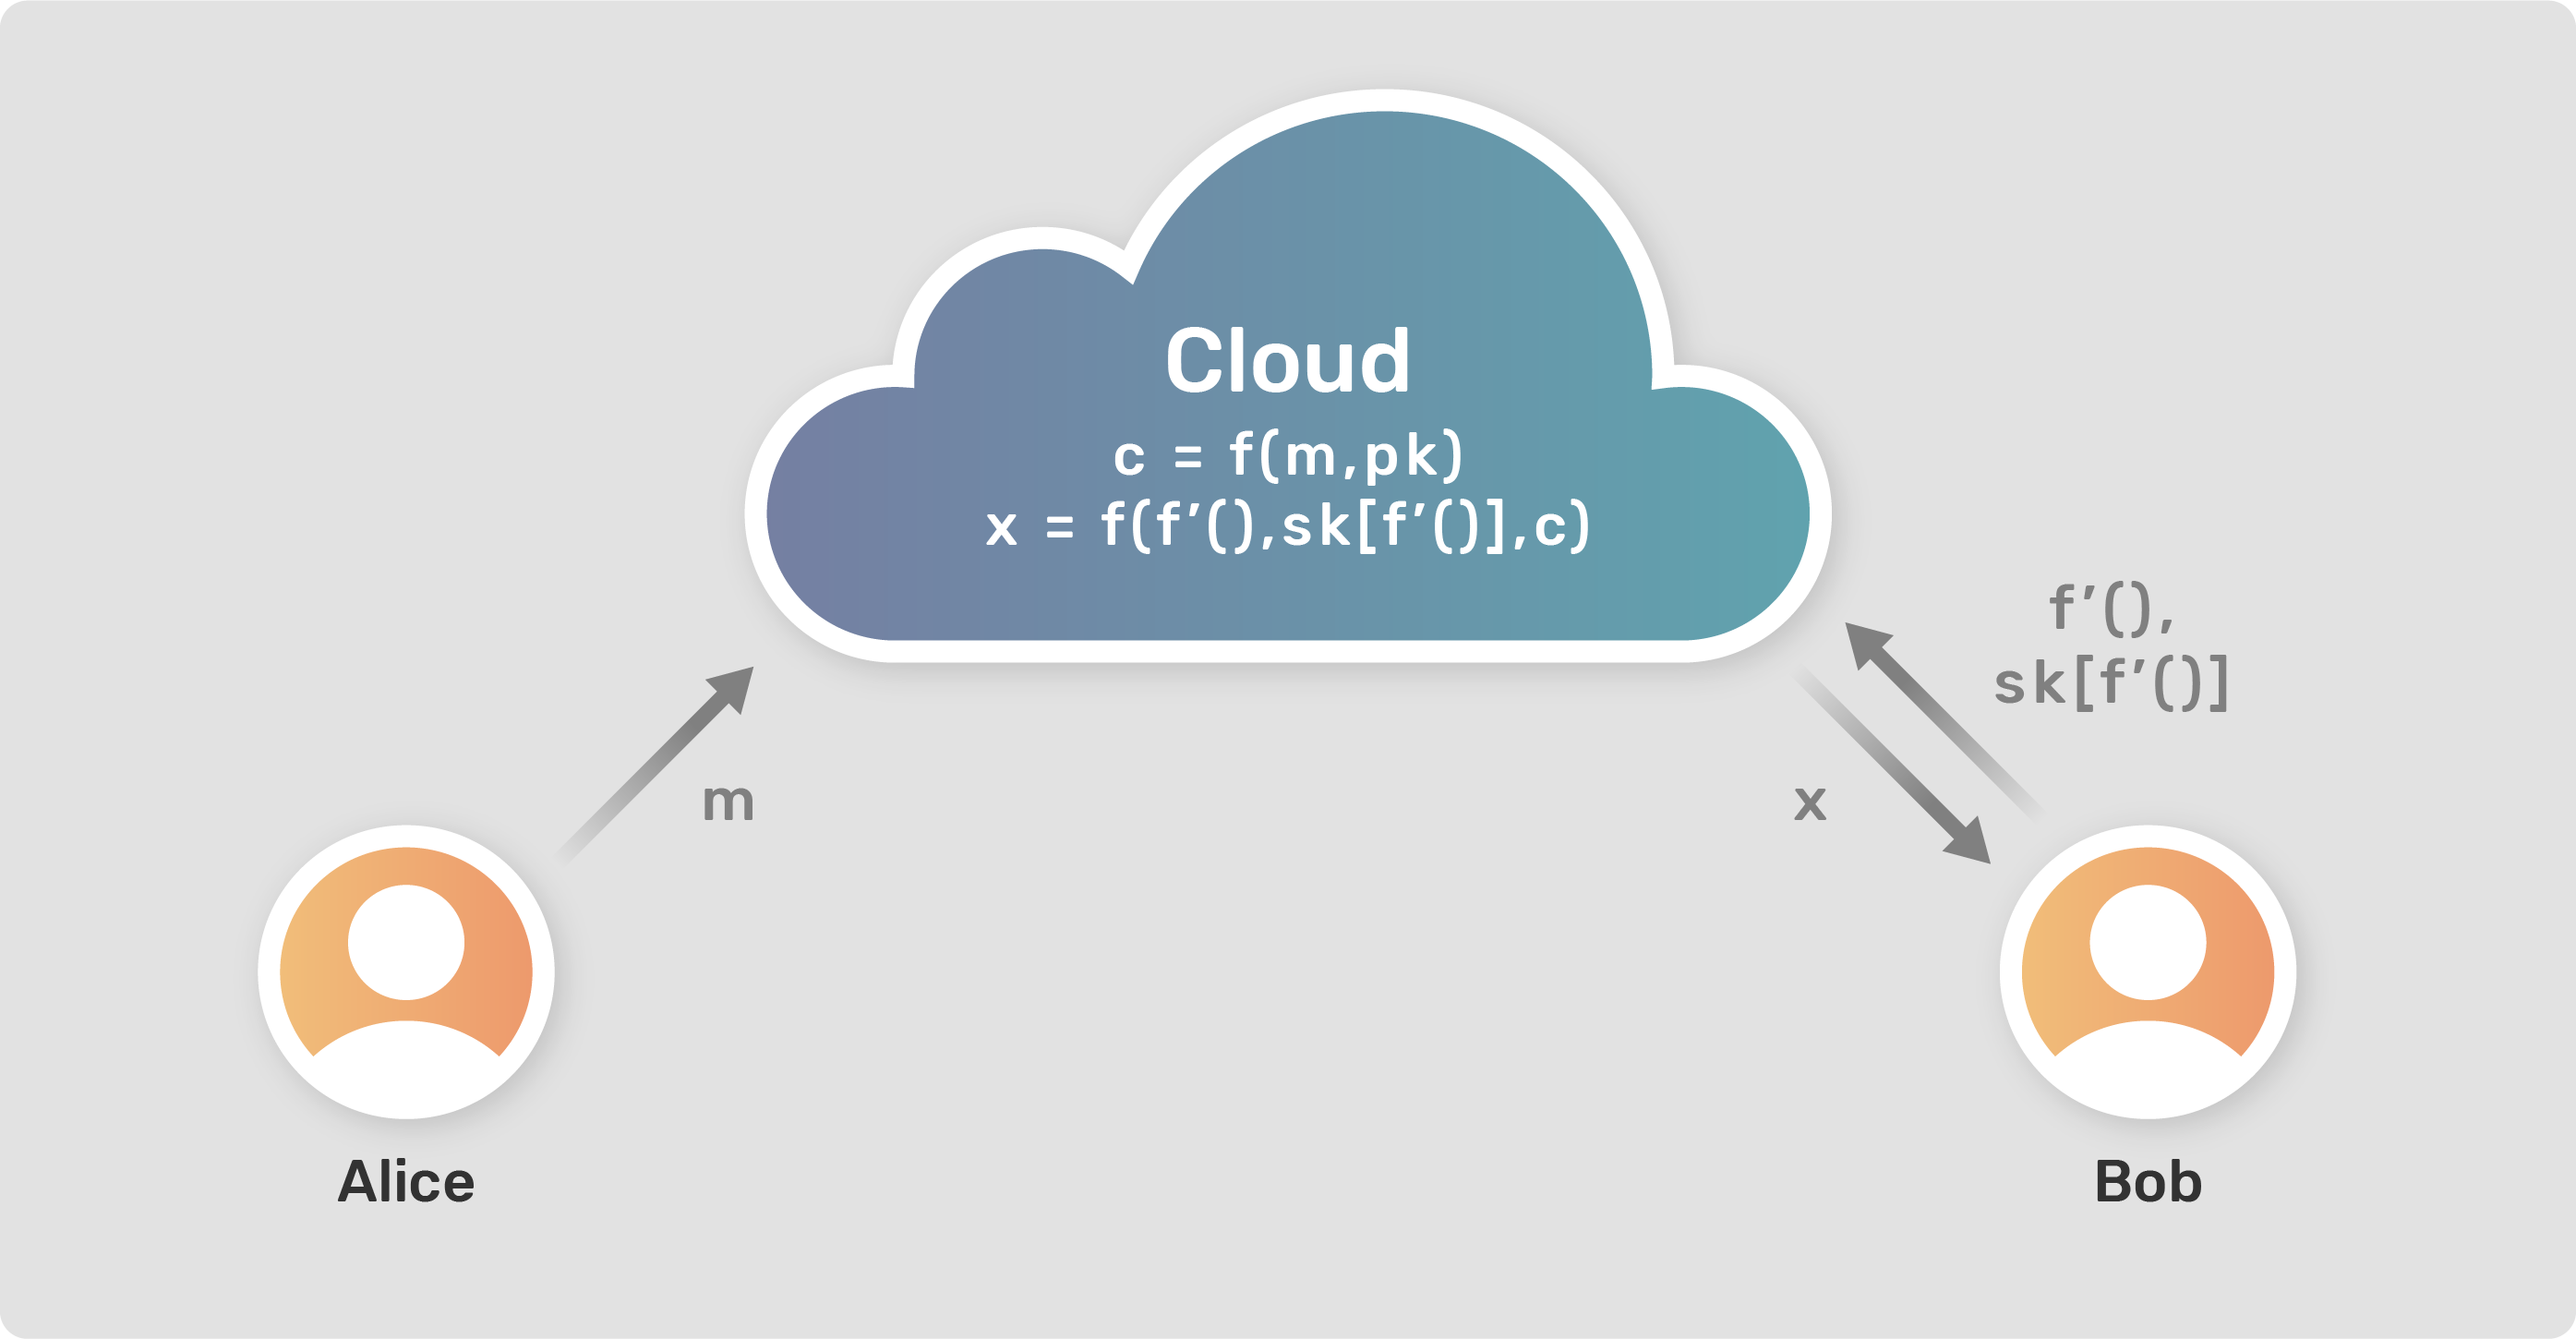 Cloud
c = f(m,pk)
x = f(f′(),sk[f′()],c)
f′(),
sk[f′()]
m
x
Alice
Bob